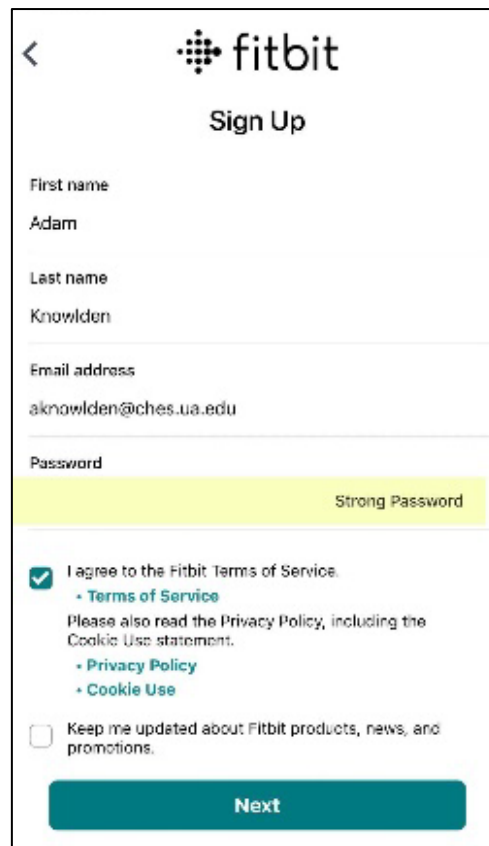 fitbit
Sign Up
First name
Adam
Last name
Knowlden
Email address
aknowlden@ches.ua.edu
Password
Strong Password
I agree to the Fitbit Terms of Service.
• Terms of Service
Please also read the Privacy Policy, including the
Cookie Use statement.
• Privacy Policy
• Cookie Use
Keep me updated about Fitbit products, news, and
promotions.
Next